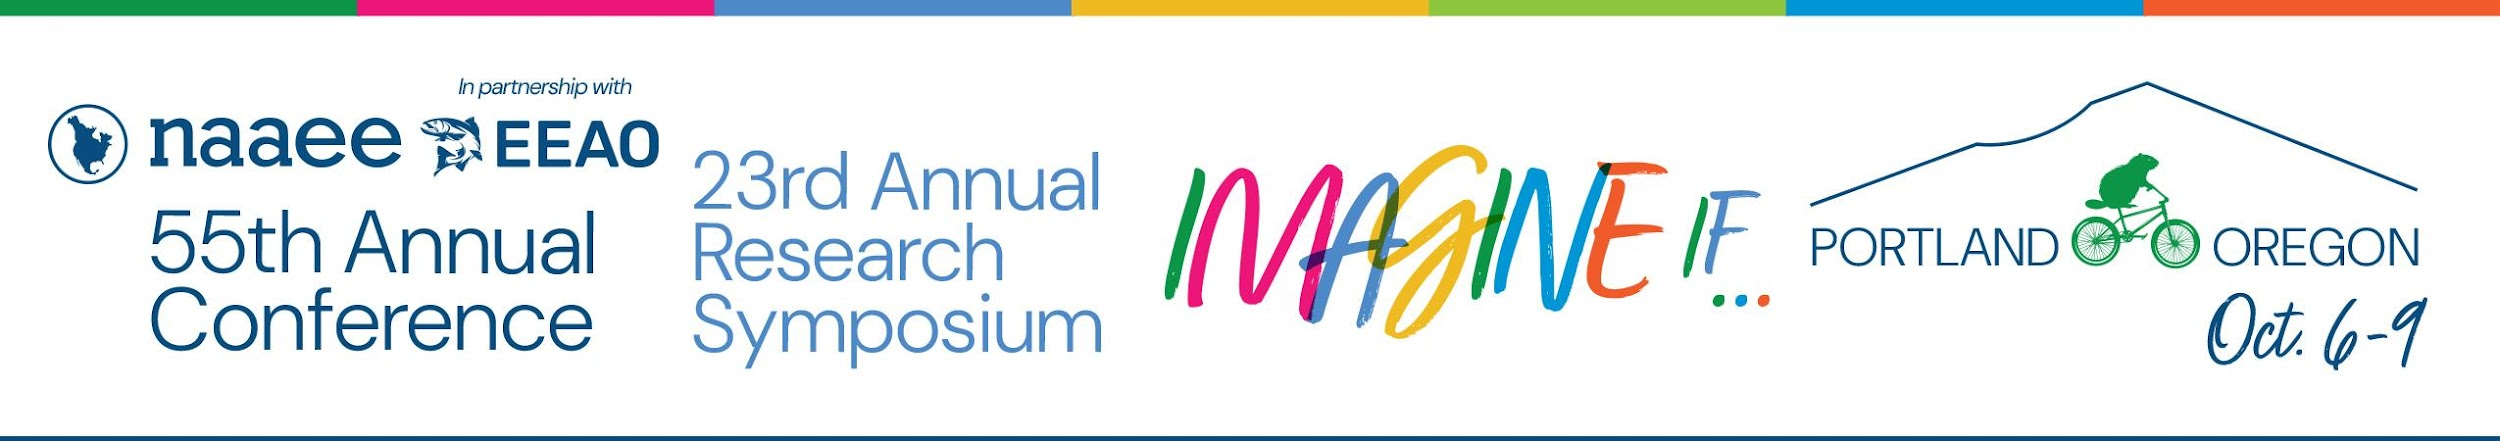 In partnership with
naaee EEAO
55th Annual
Conference
23rd Annual
Research
Symposium
IMAGINE IF...
PORTLAND OREGON
Oct. 6-9